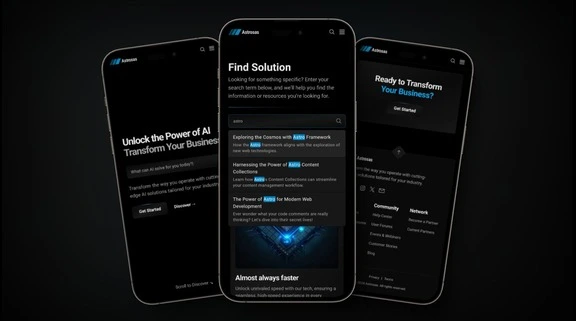 Astrosas
Unlock the Power of AI
Transform Your Business
What can AI solve for you today?
Transform the way you operate with cutting-
edge AI solutions tailored for your industry
Get Started
Discover
Scroll to Discover
Astrosas
Find Solution
Looking for something specific? Enter your
search term below, and we'll help you find the
information or resources you're looking for.
astro
Exploring the Cosmos with Astro Framework
How the Astro framework aligns with the exploration of
new web technologies.
Harnessing the Power of Astro Content
Collections
Learn how Astro's Content Collections can streamline
your content management workflow.
The Power of Astro for Modern Web
Development
Ever wonder what your code comments are really
thinking? Let's dive into their secret lives!
Almost always faster
Unlock unrivaled speed with our tech, ensuring a
seamless, high-speed experience in every
Astrosas
Ready to Transform
Your Business?
Get Started
Astrosas
the way you operate with cutting-
solutions tailored for your industry
Community
Help Center
User Forums
Events & Webinars
Customer Stories
Blog
Network
Become a Partner
Current Partners
Privacy
Terms
Astrosas. All rights reserved.